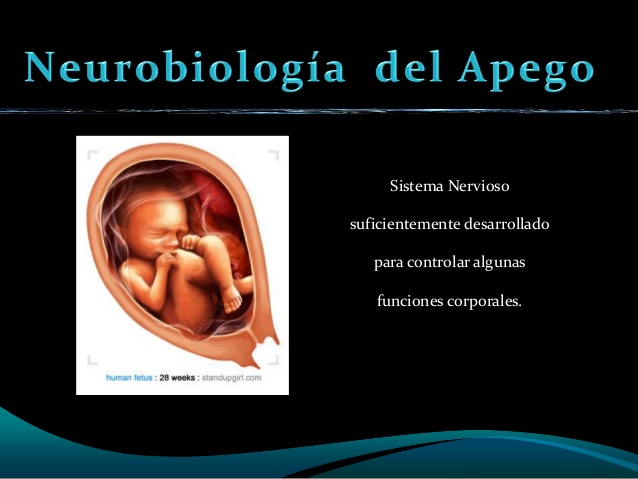 Neurobiología del Apego
Sistema Nervioso
suficientemente desarrollado
para controlar algunas
funciones corporales.
human fetus : 28 weeks : standupgirl.com